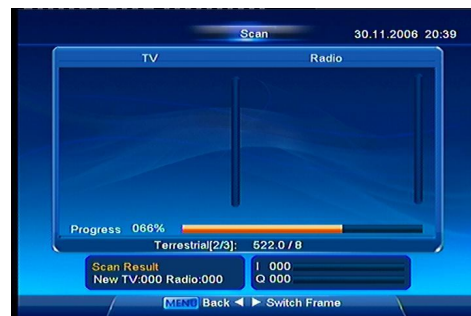 Scan
30.11.2006 20:39
TV
Radio
Progress 066%
Terrestrial[2/3]: 522.0 / 8
Scan Result
New TV:000 Radio:000
I 000
Q 000
MENU Back ◀ ▶ Switch Frame